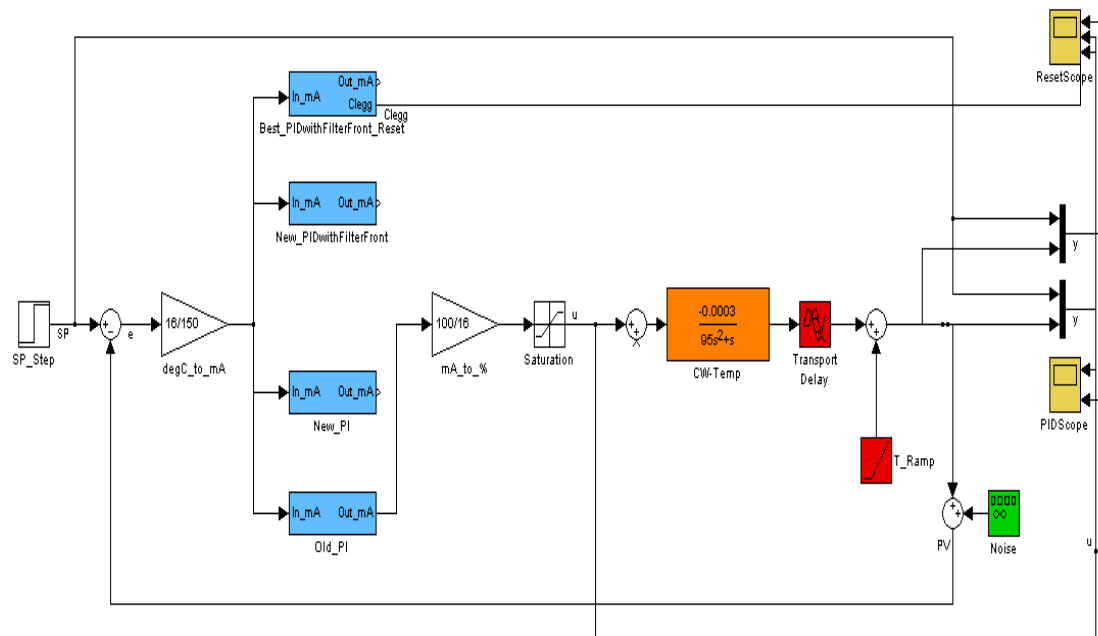 ResetScope
In_mA Out_mA
Clegg
Clegg
Best_PIDwithFilterFront_Reset
In_mA Out_mA
New_PIDwithFilterFront
SP_Step
SP
+
-
e
16/150
degC_to_mA
100/16
mA_to_%
Saturation
u
+
x
-0.0003
95s²+s
CW-Temp
Transport
Delay
+
+
y
y
In_mA Out_mA
New_PI
PIDScope
T_Ramp
In_mA Out_mA
Old_PI
+
+
PV
Noise
u